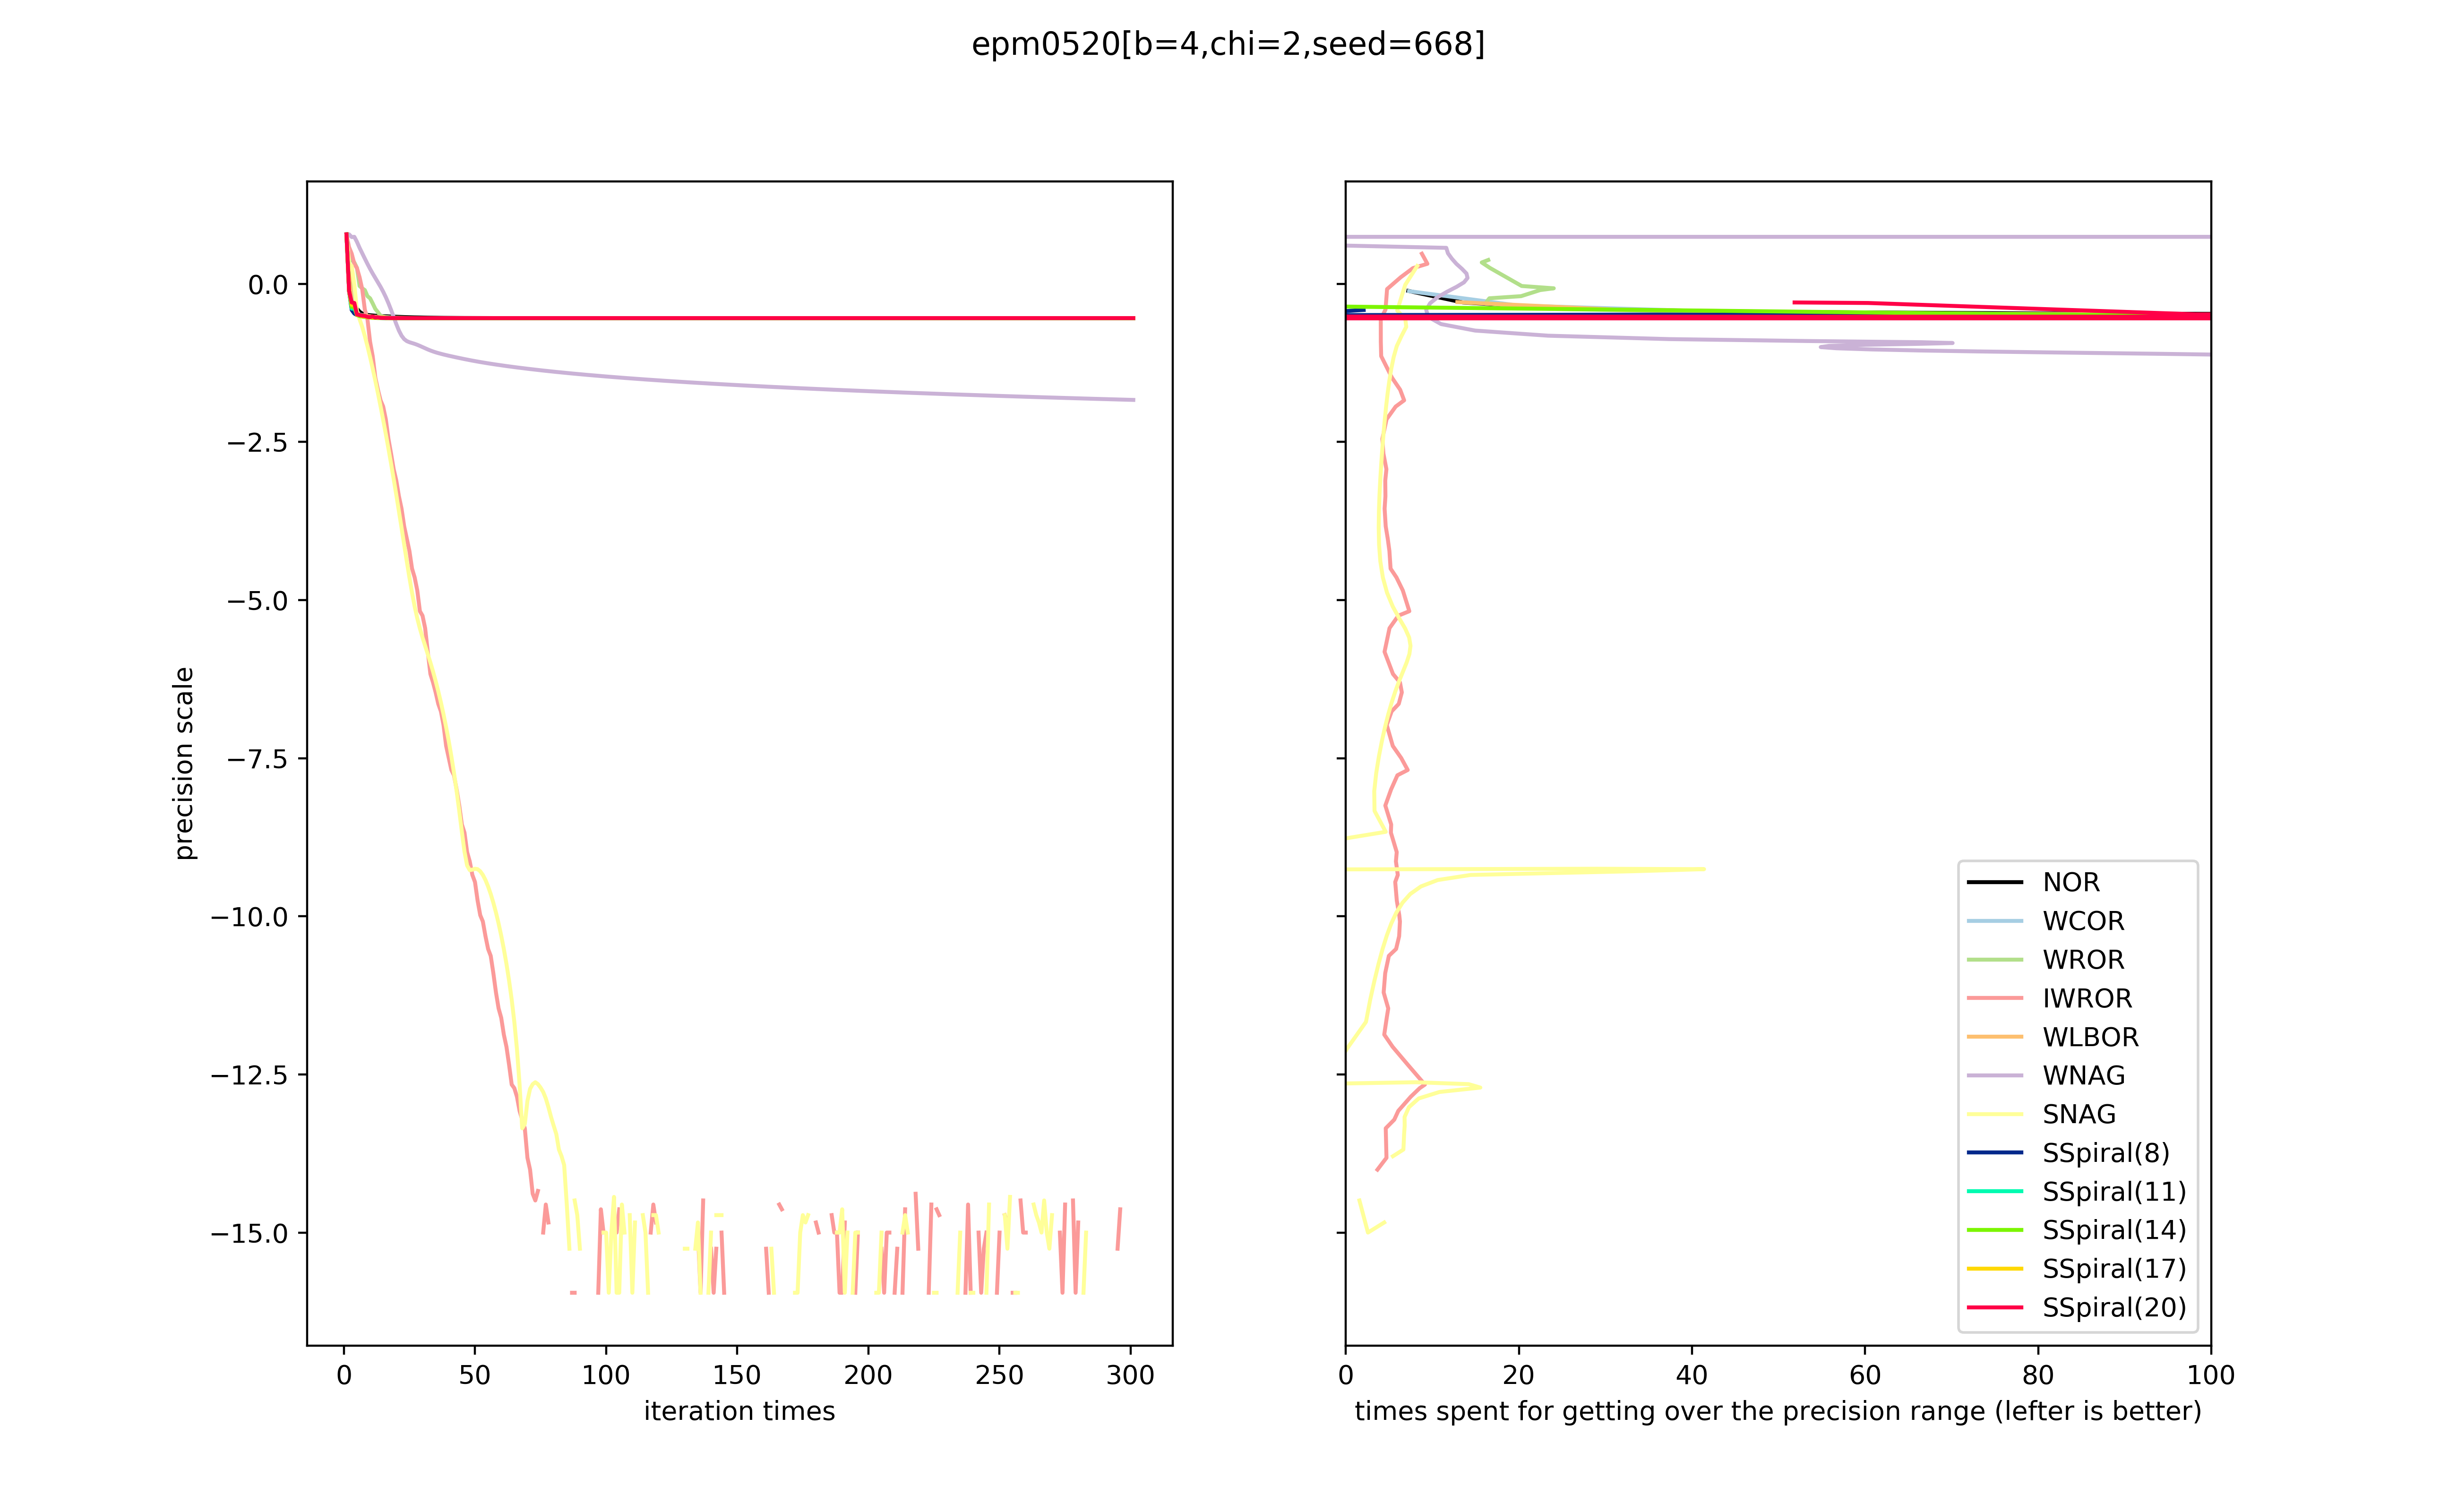 epm0520[b=4,chi=2,seed=668]
precision scale
0.0
−2.5
−5.0
−7.5
−10.0
−12.5
−15.0
0 50 100 150 200 250 300
iteration times
0 20 40 60 80 100
times spent for getting over the precision range (lefter is better)
NOR
WCOR
WROR
IWROR
WLBOR
WNAG
SNAG
SSpiral(8)
SSpiral(11)
SSpiral(14)
SSpiral(17)
SSpiral(20)